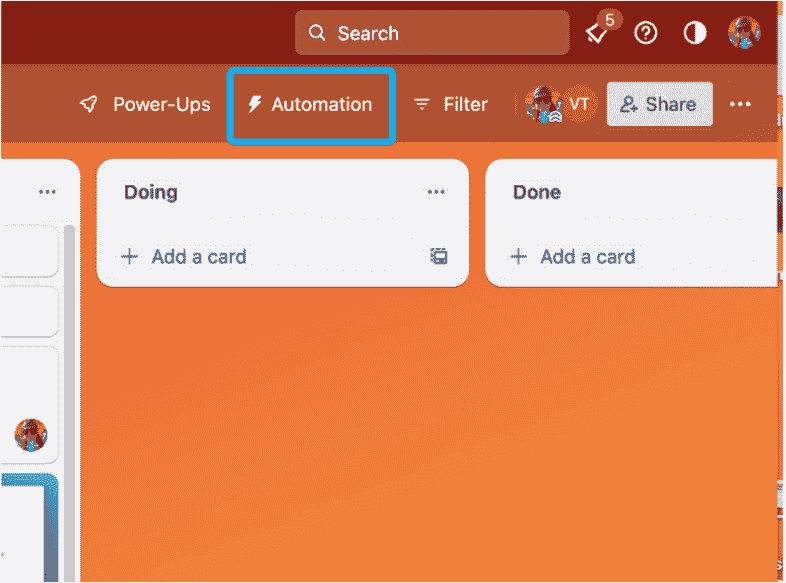 Search
5
Power-Ups
Automation
Filter
VT
Share
Doing
Done
Add a card
Add a card